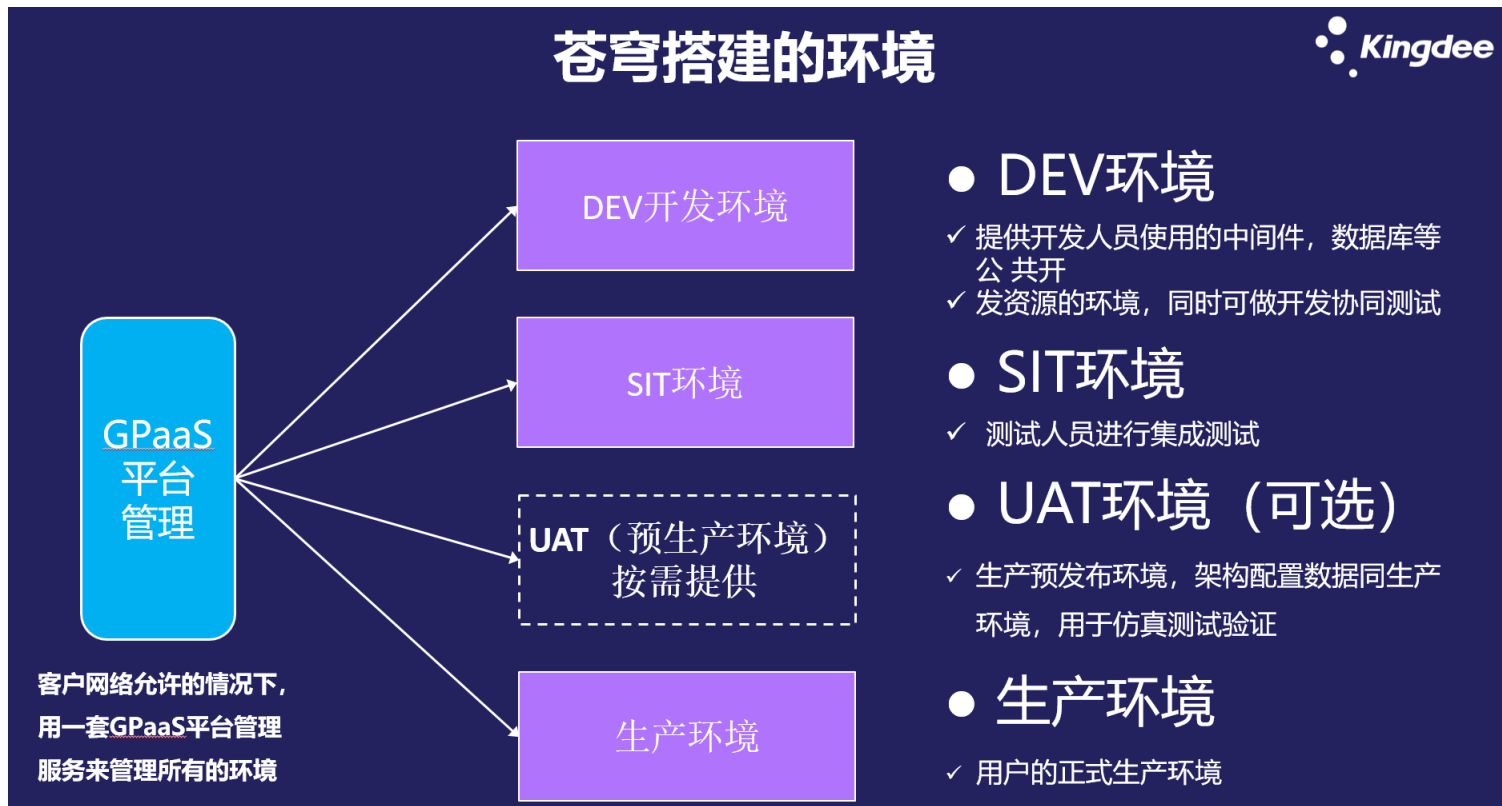 苍穹搭建的环境
Kingdee
DEV开发环境
SIT环境
UAT（预生产环境）
按需提供
生产环境
GPaaS
平台
管理
客户网络允许的情况下，
用一套GPaaS平台管理
服务来管理所有的环境
● DEV环境
✓ 提供开发人员使用的中间件，数据库等
公 共开
✓ 发资源的环境，同时可做开发协同测试
● SIT环境
✓ 测试人员进行集成测试
● UAT环境（可选）
✓ 生产预发布环境，架构配置数据同生产
环境，用于仿真测试验证
● 生产环境
✓ 用户的正式生产环境